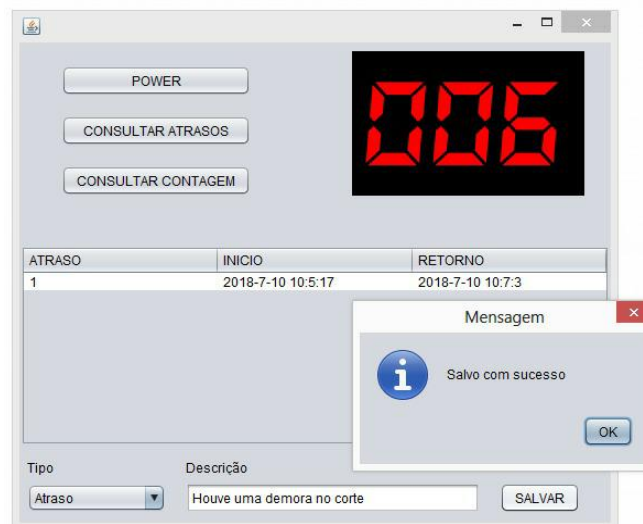 POWER
CONSULTAR ATRASOS
CONSULTAR CONTAGEM
006
ATRASO INICIO RETORNO
1 2018-7-10 10:5:17 2018-7-10 10:7:3
Mensagem
Salvo com sucesso
OK
Tipo Descrição
Atraso Houve uma demora no corte SALVAR